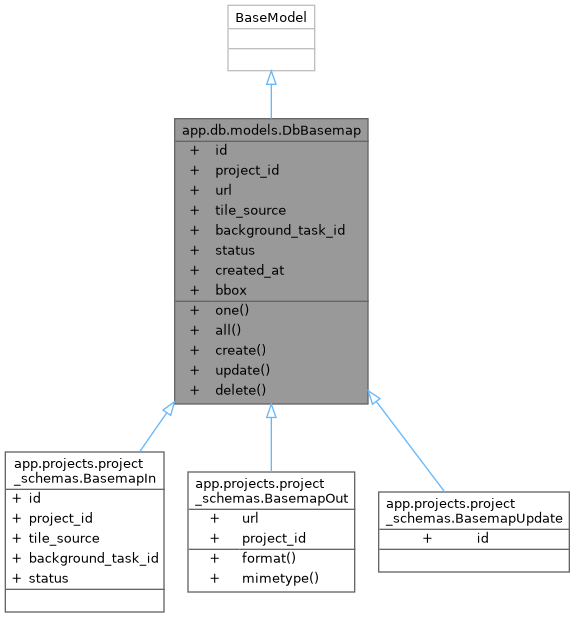 BaseModel
app.db.models.DbBasemap
+ id
+ project_id
+ url
+ tile_source
+ background_task_id
+ status
+ created_at
+ bbox
+ one()
+ all()
+ create()
+ update()
+ delete()
app.projects.project
_schemas.BasemapIn
+ id
+ project_id
+ tile_source
+ background_task_id
+ status
app.projects.project
_schemas.BasemapOut
+ url
+ project_id
+ format()
+ mimetype()
app.projects.project
_schemas.BasemapUpdate
+ id